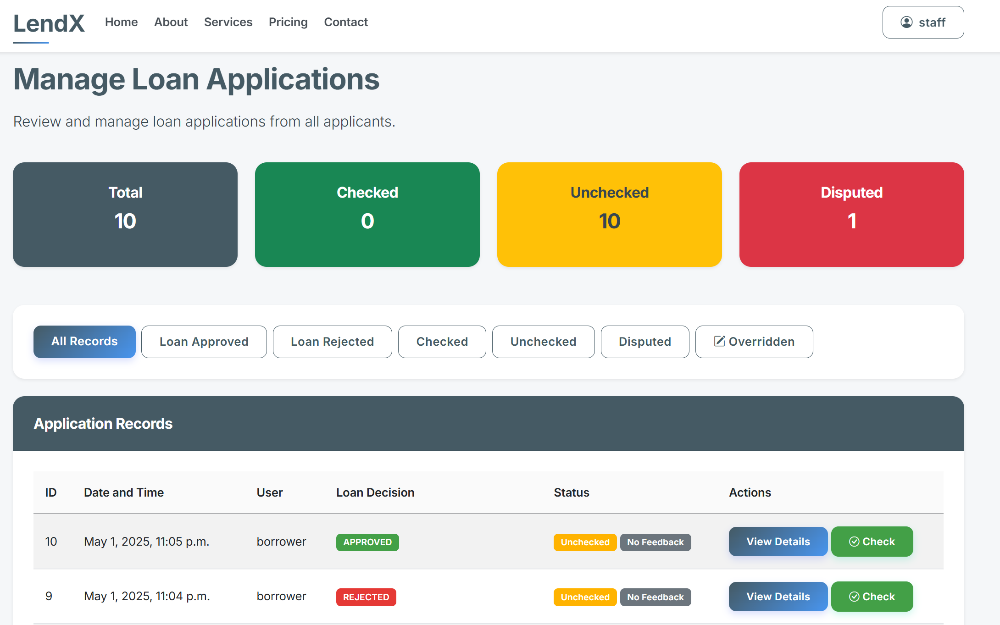 LendX Home About Services Pricing Contact staff
Manage Loan Applications
Review and manage loan applications from all applicants.
Total
10
Checked
0
Unchecked
10
Disputed
1
All Records Loan Approved Loan Rejected Checked Unchecked Disputed Overridden
Application Records
ID Date and Time User Loan Decision Status Actions
10 May 1, 2025, 11:05 p.m. borrower APPROVED Unchecked No Feedback View Details Check
9 May 1, 2025, 11:04 p.m. borrower REJECTED Unchecked No Feedback View Details Check